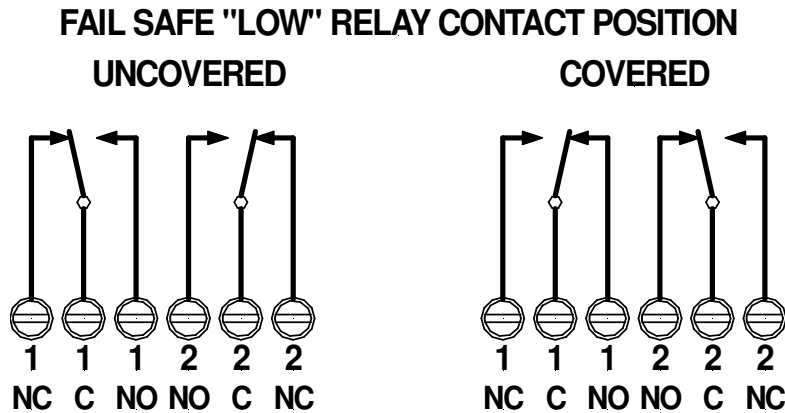 FAIL SAFE "LOW" RELAY CONTACT POSITION
UNCOVERED COVERED
1 1 1 2 2 2 1 1 1 2 2 2
NC C NO NO C NC NC C NO NO C NC